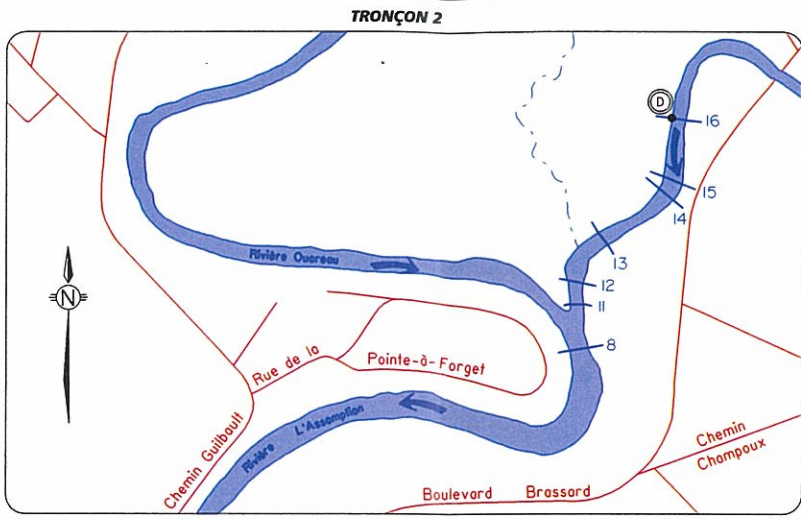 TRONÇON 2
D
16
15
14
13
12
11
8
Rivière Ouareau
N
Rue de la
Pointe-à-Forget
Chemin Guilbault
Rivière L'Assomption
Chemin
Champoux
Boulevard Brassard